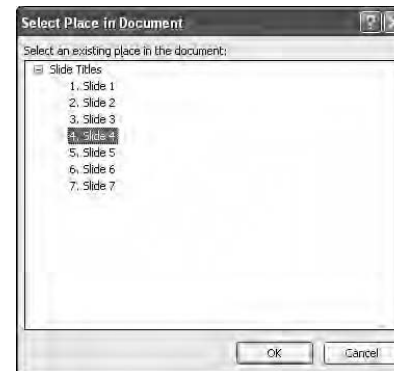 Select Place in Document
Select an existing place in the document:
Slide Titles
1. Slide 1
2. Slide 2
3. Slide 3
4. Slide 4
5. Slide 5
6. Slide 6
7. Slide 7
OK Cancel